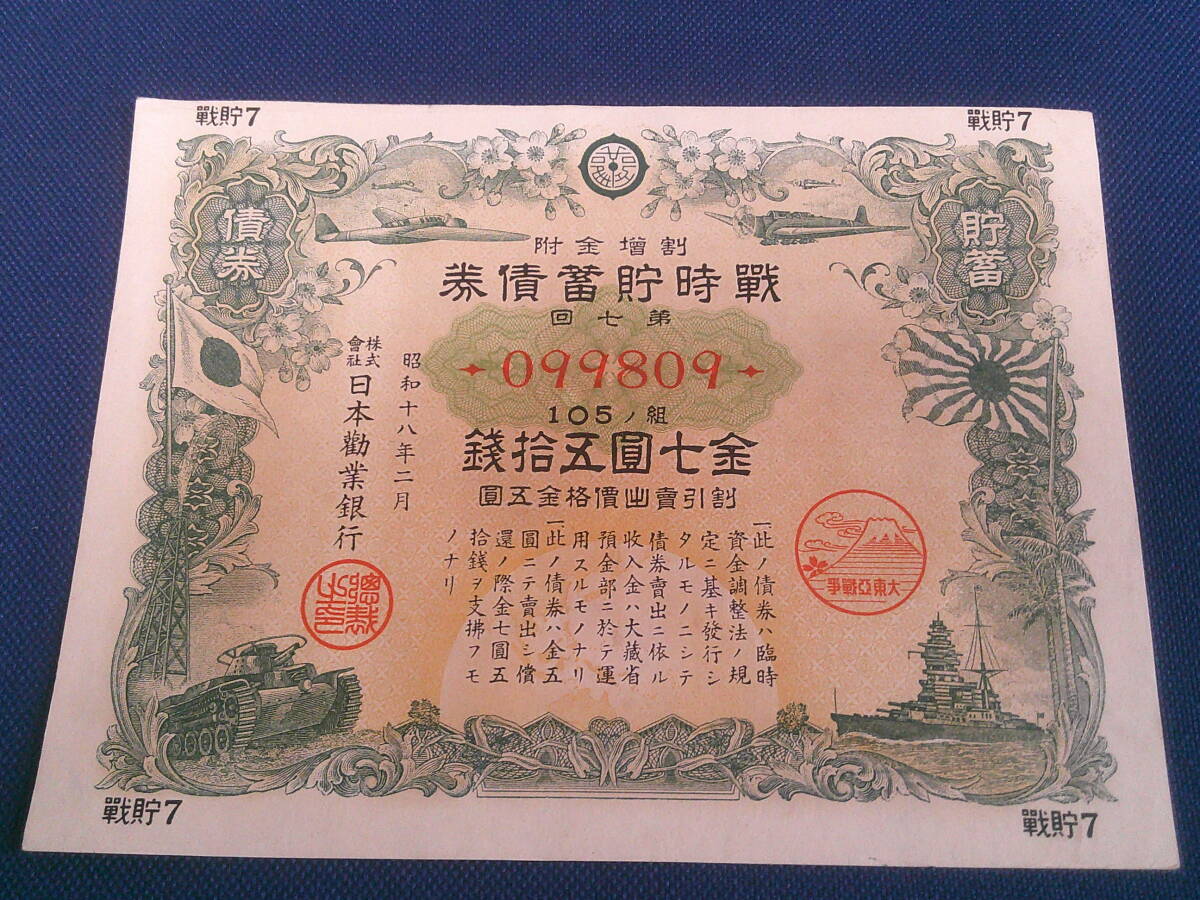 戰貯7
戰貯7
貯蓄
債券
割增金附
戰時貯蓄債券
第七回
099809
105ノ組
金七圓五拾錢
割引賣出價格金五圓
一此ノ債券ハ臨時
資金調整法ノ規
定ニ基キ發行シ
タルモノニシテ
債券賣出ニ依ル
收入金ハ大藏省
預金部ニ於テ運
用スルモノナリ
一此ノ債券ハ金五
圓ニテ賣出シ償
還ノ際金七圓五
拾錢ヲ支拂フモ
ノナリ
昭和十八年二月
株式會社日本勸業銀行
總裁之印
大東亞戰爭
戰貯7
戰貯7